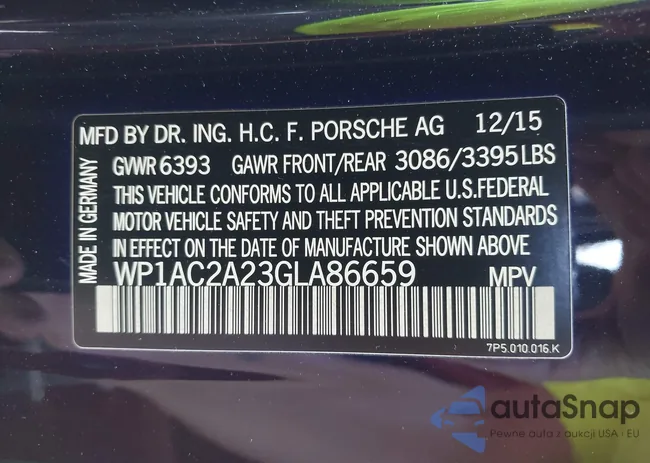 MFD BY DR. ING. H.C. F. PORSCHE AG 12/15
GVWR 6393 GAWR FRONT/REAR 3086/3395 LBS
THIS VEHICLE CONFORMS TO ALL APPLICABLE U.S.FEDERAL
MOTOR VEHICLE SAFETY AND THEFT PREVENTION STANDARDS
IN EFFECT ON THE DATE OF MANUFACTURE SHOWN ABOVE
WP1AC2A23GLA86659 MPV
MADE IN GERMANY
7P5.010.016.K
autaSnap
Pewne auta z aukcji USA i EU